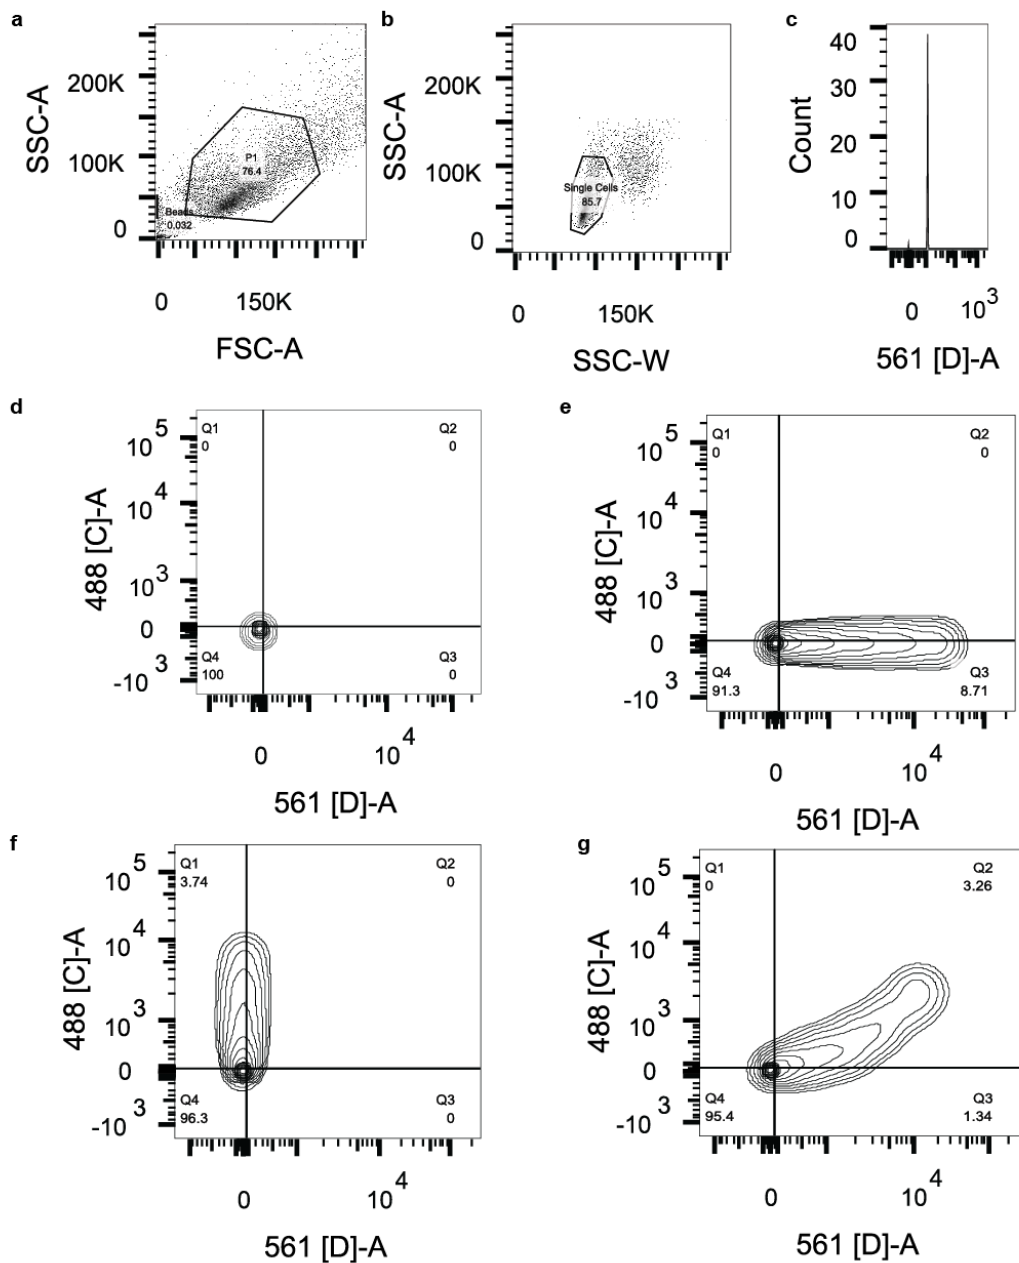 a
SSC-A
200K
100K
0
P1
76.4
Beads
0.032
0
150K
FSC-A
b
SSC-A
200K
100K
0
Single Cells
85.7
0
150K
SSC-W
c
Count
40
30
20
10
0
0
10^3
561 [D]-A
d
488 [C]-A
10^5
10^4
10^3
0
-10^3
Q1
0
Q2
0
Q4
100
Q3
0
0
10^4
561 [D]-A
e
488 [C]-A
10^5
10^4
10^3
0
-10^3
Q1
0
Q2
0
Q4
91.3
Q3
8.71
0
10^4
561 [D]-A
f
488 [C]-A
10^5
10^4
10^3
0
-10^3
Q1
3.74
Q2
0
Q4
96.3
Q3
0
0
10^4
561 [D]-A
g
488 [C]-A
10^5
10^4
10^3
0
-10^3
Q1
0
Q2
3.26
Q4
95.4
Q3
1.34
0
10^4
561 [D]-A